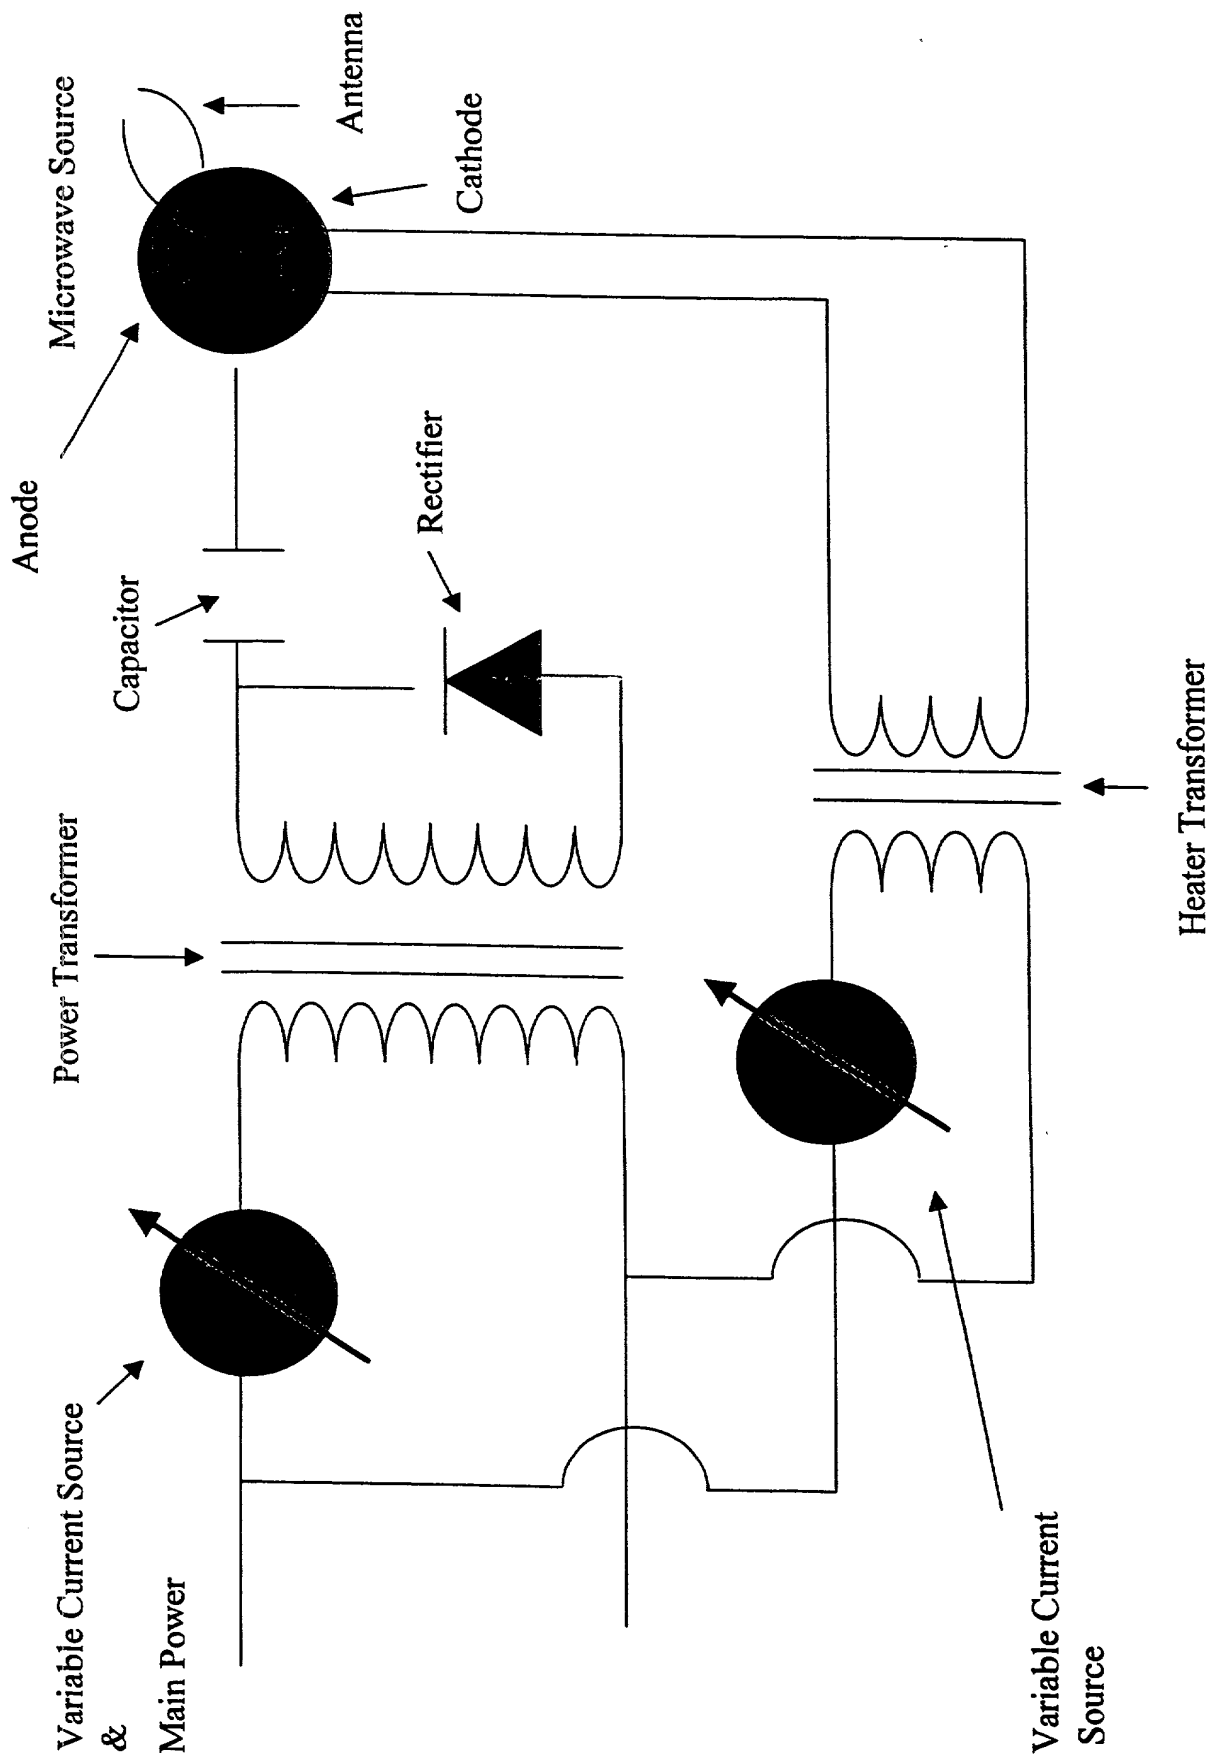 Variable Current Source
&
Main Power
Power Transformer
Capacitor
Anode
Microwave Source
Antenna
Cathode
Rectifier
Variable Current
Source
Heater Transformer